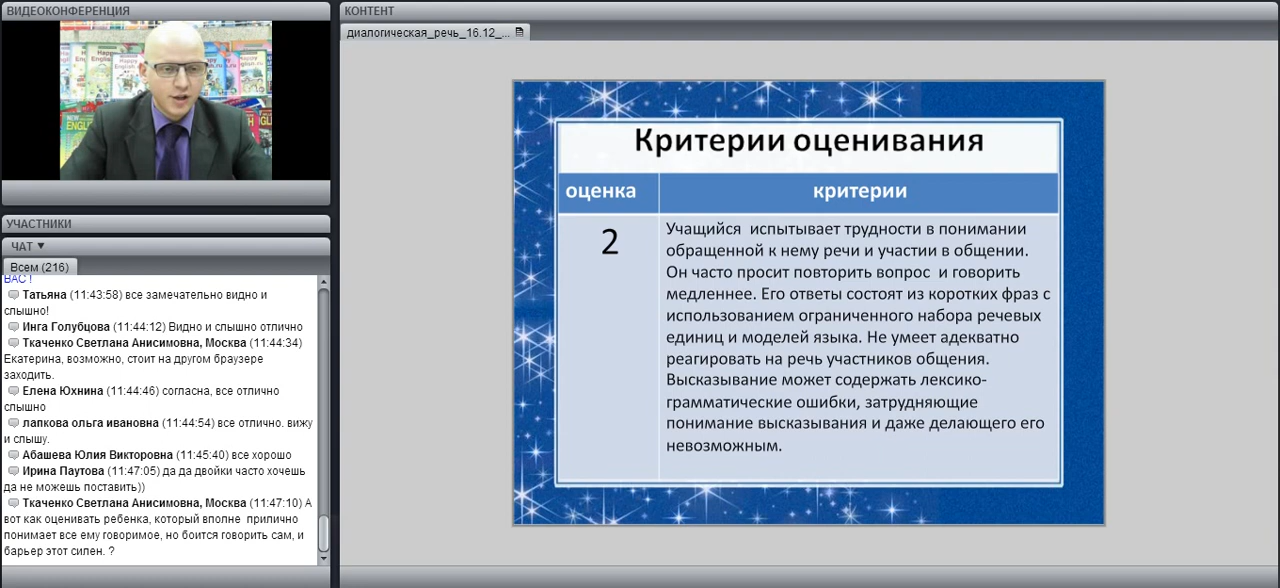 ВИДЕОКОНФЕРЕНЦИЯ
NEW
ENGLISH
УЧАСТНИКИ
ЧАТ ▼
Всем (216)
ВАС !
Татьяна (11:43:58) все замечательно видно и
слышно!
Инга Голубцова (11:44:12) Видно и слышно отлично
Ткаченко Светлана Анисимовна, Москва (11:44:34)
Екатерина, возможно, стоит на другом браузере
заходить.
Елена Юхнина (11:44:46) согласна, все отлично
слышно
лапкова ольга ивановна (11:44:54) все отлично. вижу
и слышу.
Абашева Юлия Викторовна (11:45:40) все хорошо
Ирина Паутова (11:47:05) да да двойки часто хочешь
да не можешь поставить))
Ткаченко Светлана Анисимовна, Москва (11:47:10) А
вот как оценивать ребенка, который вполне прилично
понимает все ему говоримое, но боится говорить сам, и
барьер этот силен. ?
КОНТЕНТ
диалогическая_речь_16.12_...
Критерии оценивания
оценка
критерии
2
Учащийся испытывает трудности в понимании
обращенной к нему речи и участии в общении.
Он часто просит повторить вопрос и говорить
медленнее. Его ответы состоят из коротких фраз с
использованием ограниченного набора речевых
единиц и моделей языка. Не умеет адекватно
реагировать на речь участников общения.
Высказывание может содержать лексико-
грамматические ошибки, затрудняющие
понимание высказывания и даже делающего его
невозможным.